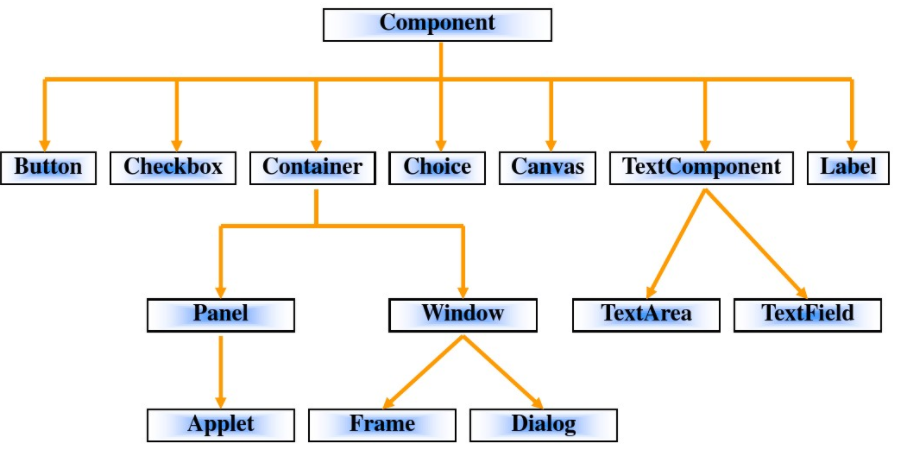 Component
Button Checkbox Container Choice Canvas TextComponent Label
Panel Window TextArea TextField
Applet Frame Dialog